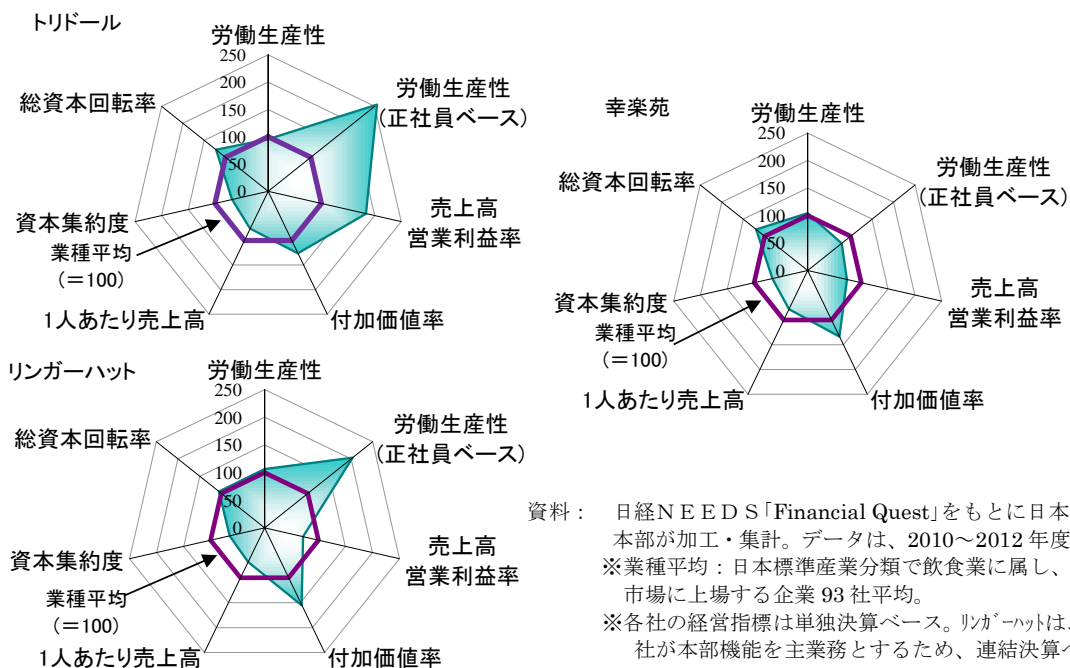 トリドール
労働生産性
250
200
150
100
50
0
労働生産性
(正社員ベース)
総資本回転率
売上高
営業利益率
資本集約度
業種平均
(＝100)
1人あたり売上高
付加価値率
幸楽苑
労働生産性
250
200
150
100
50
0
労働生産性
(正社員ベース)
総資本回転率
売上高
営業利益率
資本集約度
業種平均
(＝100)
1人あたり売上高
付加価値率
リンガーハット
労働生産性
250
200
150
100
50
0
労働生産性
(正社員ベース)
総資本回転率
売上高
営業利益率
資本集約度
業種平均
(＝100)
1人あたり売上高
付加価値率
資料： 日経ＮＥＥＤＳ「Financial Quest」をもとに日本
本部が加工・集計。データは、2010～2012 年度
※業種平均：日本標準産業分類で飲食業に属し、
市場に上場する企業 93 社平均。
※各社の経営指標は単独決算ベース。ﾘﾝｶﾞｰﾊｯﾄは、
社が本部機能を主業務とするため、連結決算ベ